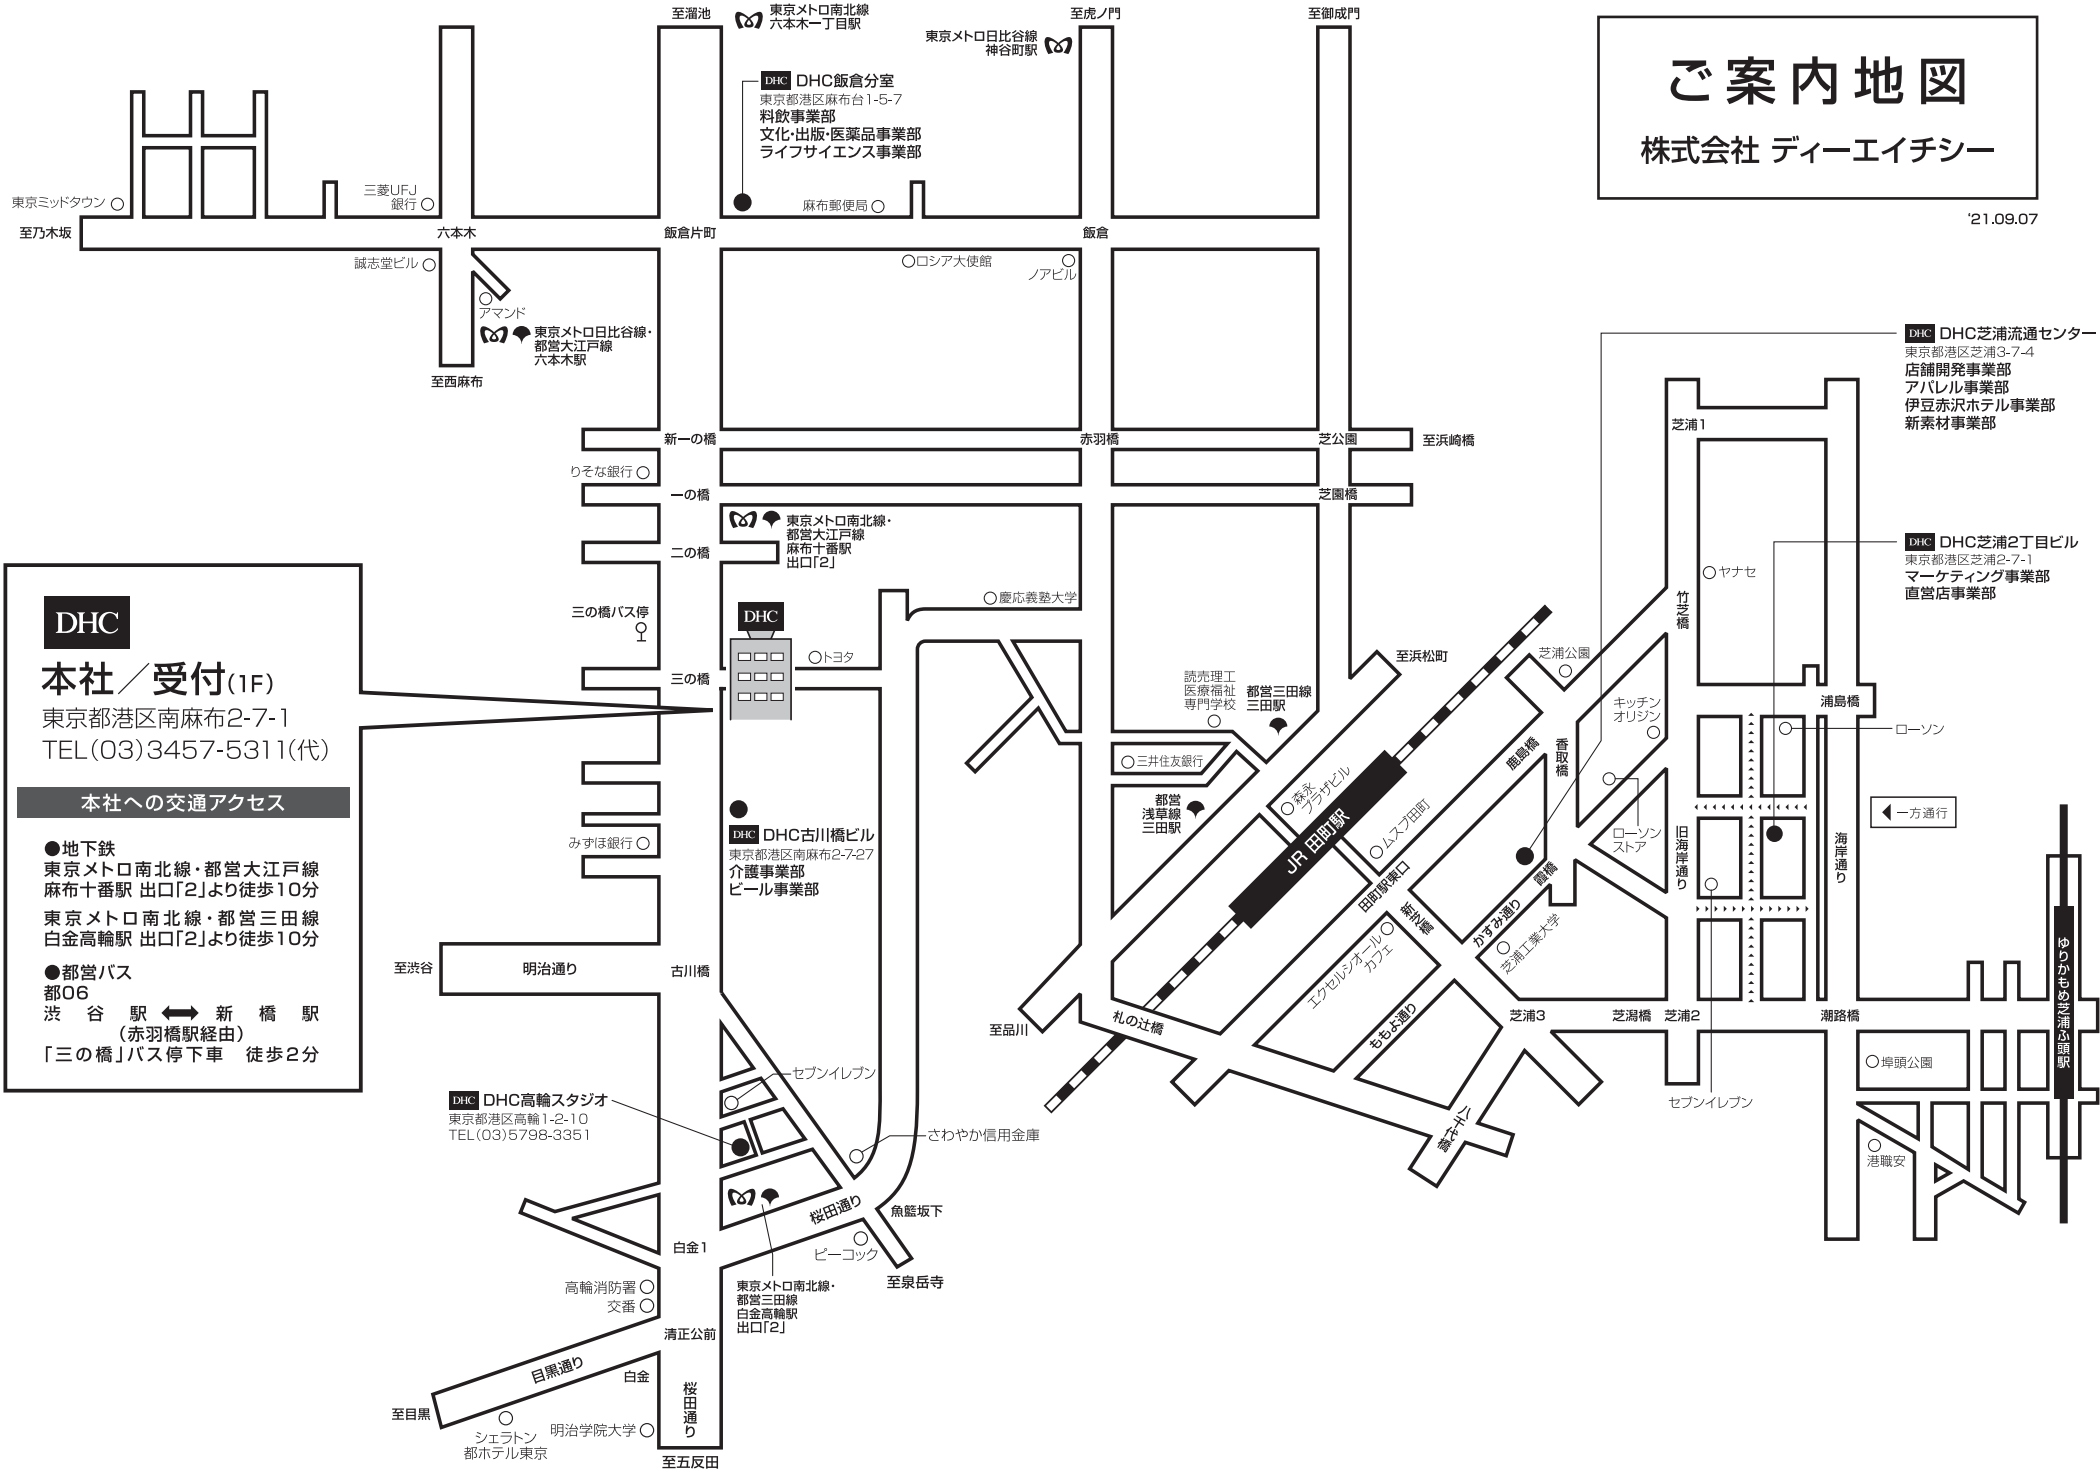 ご案内地図
株式会社 ディーエイチシー
'21.09.07
至溜池
東京メトロ南北線
六本木一丁目駅
東京メトロ日比谷線
神谷町駅
至虎ノ門
至御成門
DHC DHC飯倉分室
東京都港区麻布台1-5-7
料飲事業部
文化・出版・医薬品事業部
ライフサイエンス事業部
東京ミッドタウン
三菱UFJ
銀行
麻布郵便局
至乃木坂
六本木
飯倉片町
飯倉
誠志堂ビル
ロシア大使館
ノアビル
アマンド
東京メトロ日比谷線・
都営大江戸線
六本木駅
至西麻布
新一の橋
赤羽橋
芝公園
至浜崎橋
りそな銀行
一の橋
芝園橋
東京メトロ南北線・
都営大江戸線
麻布十番駅
出口「2」
二の橋
三の橋バス停
DHC
トヨタ
三の橋
慶応義塾大学
DHC
本社／受付(1F)
東京都港区南麻布2-7-1
TEL(03)3457-5311(代)
本社への交通アクセス
●地下鉄
東京メトロ南北線・都営大江戸線
麻布十番駅 出口「2」より徒歩10分
東京メトロ南北線・都営三田線
白金高輪駅 出口「2」より徒歩10分
●都営バス
都06
渋谷駅 ⟷ 新橋駅
(赤羽橋駅経由)
「三の橋」バス停下車 徒歩2分
みずほ銀行
DHC DHC古川橋ビル
東京都港区南麻布2-7-27
介護事業部
ビール事業部
至渋谷
明治通り
古川橋
セブンイレブン
DHC DHC高輪スタジオ
東京都港区高輪1-2-10
TEL(03)5798-3351
さわやか信用金庫
桜田通り
魚籃坂下
白金1
ピーコック
至泉岳寺
高輪消防署
交番
東京メトロ南北線・
都営三田線
白金高輪駅
出口「2」
清正公前
目黒通り
白金
桜田通り
至目黒
シェラトン
都ホテル東京
明治学院大学
至五反田
至浜松町
読売理工
医療福祉
専門学校
都営三田線
三田駅
三井住友銀行
都営
浅草線
三田駅
森永
プラザビル
JR 田町駅
ムスブ田町
田町駅東口
新芝橋
エクセルシオール
カフェ
至品川
札の辻橋
ももよ通り
八千代橋
芝浦3
芝潟橋
芝浦2
潮路橋
芝浦公園
鹿島橋
香取橋
キッチン
オリジン
ローソン
ストア
霞橋
かすみ通り
芝浦工業大学
DHC DHC芝浦流通センター
東京都港区芝浦3-7-4
店舗開発事業部
アパレル事業部
伊豆赤沢ホテル事業部
新素材事業部
芝浦1
DHC DHC芝浦2丁目ビル
東京都港区芝浦2-7-1
マーケティング事業部
直営店事業部
ヤナセ
竹芝橋
浦島橋
ローソン
一方通行
旧海岸通り
海岸通り
セブンイレブン
ゆりかもめ芝浦ふ頭駅
埠頭公園
港職安